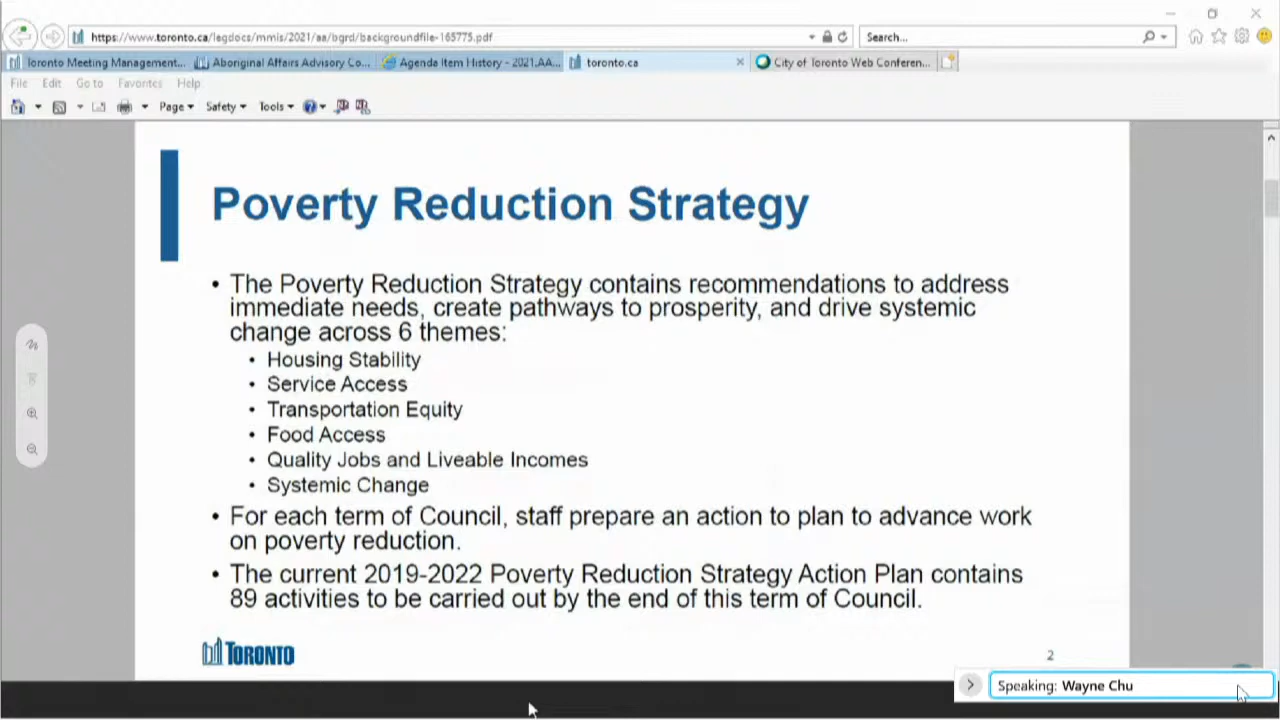 https://www.toronto.ca/legdocs/mmis/2021/aa/bgrd/backgroundfile-165775.pdf
Search...
Toronto Meeting Management...
Aboriginal Affairs Advisory Co...
Agenda Item History - 2021.AA...
toronto.ca
City of Toronto Web Conferen...
File Edit Go to Favorites Help
Page Safety Tools
Poverty Reduction Strategy
• The Poverty Reduction Strategy contains recommendations to address
immediate needs, create pathways to prosperity, and drive systemic
change across 6 themes:
• Housing Stability
• Service Access
• Transportation Equity
• Food Access
• Quality Jobs and Liveable Incomes
• Systemic Change
• For each term of Council, staff prepare an action to plan to advance work
on poverty reduction.
• The current 2019-2022 Poverty Reduction Strategy Action Plan contains
89 activities to be carried out by the end of this term of Council.
TORONTO
2
Speaking: Wayne Chu